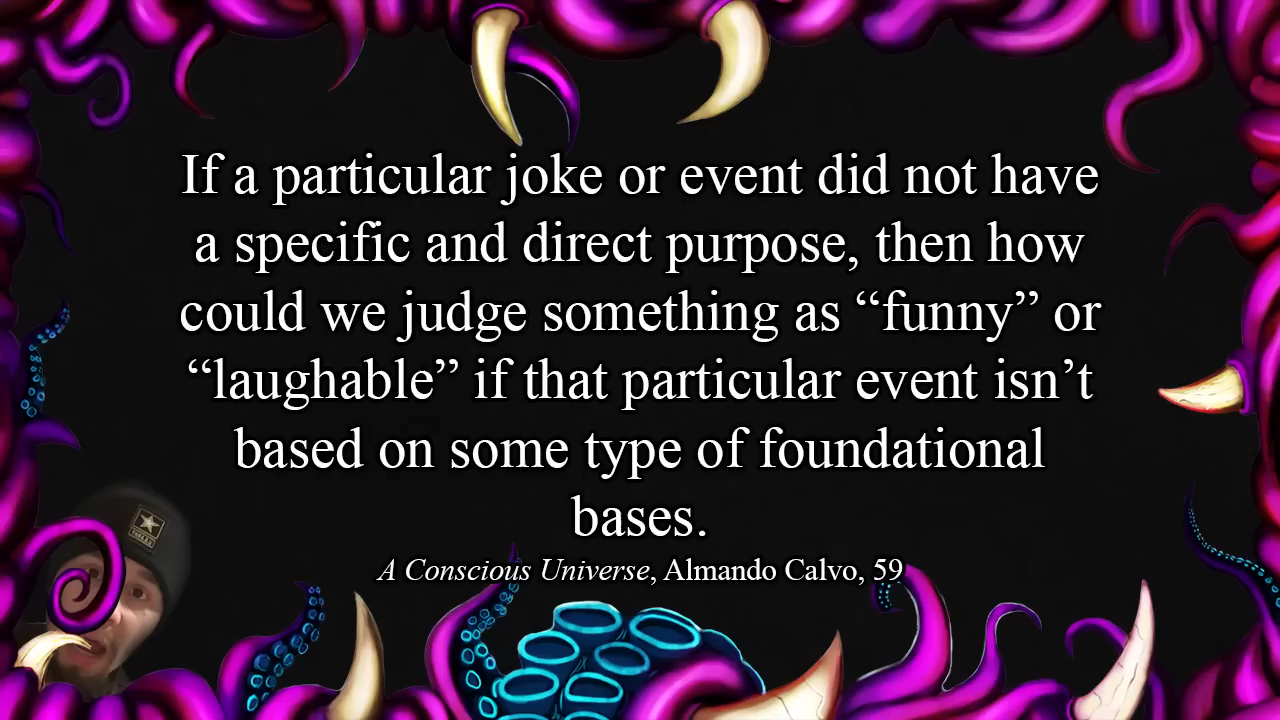 If a particular joke or event did not have
a specific and direct purpose, then how
could we judge something as “funny” or
“laughable” if that particular event isn’t
based on some type of foundational
bases.
A Conscious Universe, Almando Calvo, 59